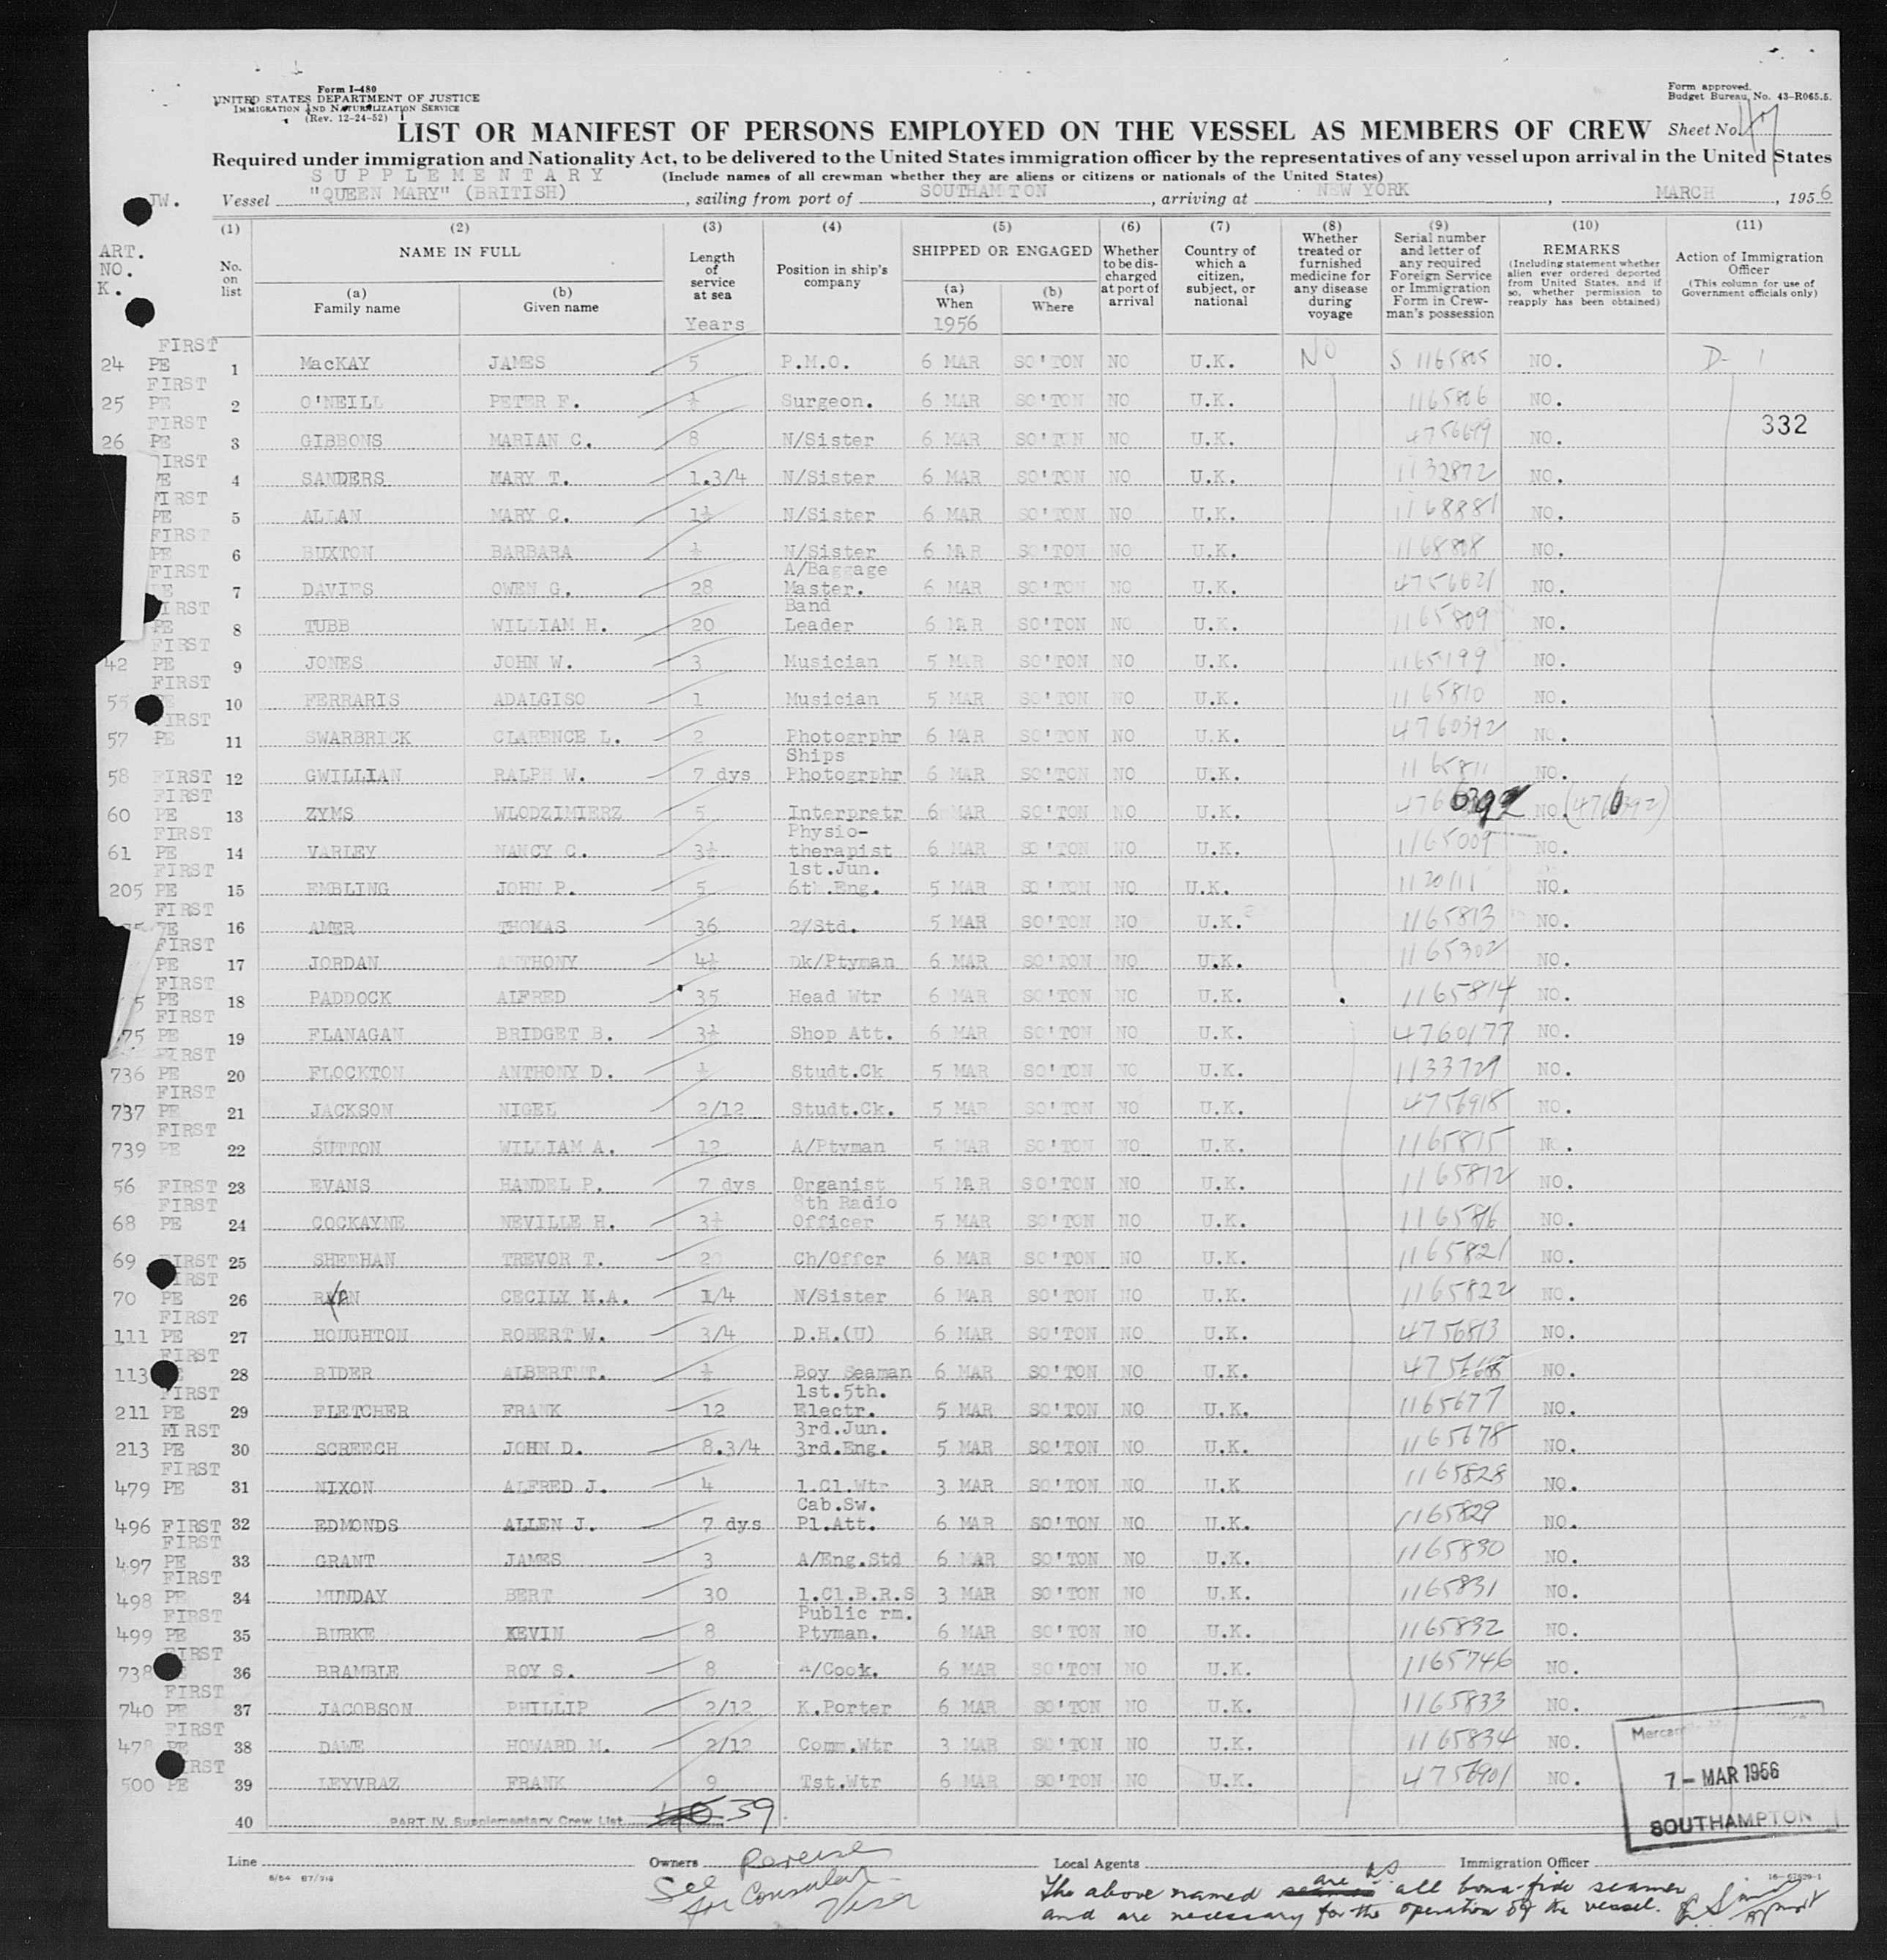 Form I-480
UNITED STATES DEPARTMENT OF JUSTICE
IMMIGRATION AND NATURALIZATION SERVICE
(Rev. 12-24-52)
Form approved.
Budget Bureau No. 43-R065.5.
LIST OR MANIFEST OF PERSONS EMPLOYED ON THE VESSEL AS MEMBERS OF CREW Sheet No.
Required under immigration and Nationality Act, to be delivered to the United States immigration officer by the representatives of any vessel upon arrival in the United States
SUPPLEMENTARY (Include names of all crewman whether they are aliens or citizens or nationals of the United States)
JW. Vessel "QUEEN MARY" (BRITISH), sailing from port of SOUTHAMTON, arriving at NEW YORK, MARCH, 1956
ART. NO. K.
(1) No. on list
(2) NAME IN FULL (a) Family name (b) Given name
(3) Length of service at sea Years
(4) Position in ship's company
(5) SHIPPED OR ENGAGED (a) When 1956 (b) Where
(6) Whether to be discharged at port of arrival
(7) Country of which a citizen, subject, or national
(8) Whether treated or furnished medicine for any disease during voyage
(9) Serial number and letter of any required Foreign Service or Immigration Form in Crewman's possession
(10) REMARKS (Including statement whether alien ever ordered deported from United States, and if so, whether permission to reapply has been obtained)
(11) Action of Immigration Officer (This column for use of Government officials only)
24 FIRST PE 1 MacKAY JAMES 5 P.M.O. 6 MAR SO'TON NO U.K. NO S 1165805 NO. D- 1
25 FIRST PE 2 O'NEILL PETER F. ½ Surgeon. 6 MAR SO'TON NO U.K. 1165806 NO.
332
26 FIRST PE 3 GIBBONS MARIAN C. 8 N/Sister 6 MAR SO'TON NO U.K. NO.
FIRST PE 4 SANDERS MARY T. 1.3/4 N/Sister 6 MAR SO'TON NO U.K. 1132872 NO.
FIRST PE 5 ALLAN MARY C. 1½ N/Sister 6 MAR SO'TON NO U.K. 1168881 NO.
FIRST PE 6 BUXTON BARBARA ½ N/Sister 6 MAR SO'TON NO U.K. NO.
FIRST 7 DAVIES OWEN G. 28 A/Baggage Master. 6 MAR SO'TON NO U.K. NO.
FIRST PE 8 TUBB WILLIAM H. 20 Band Leader 6 MAR SO'TON NO U.K. 1165809 NO.
42 FIRST PE 9 JONES JOHN W. 3 Musician 5 MAR SO'TON NO U.K. 1165199 NO.
55 FIRST 10 FERRARIS ADALGISO 1 Musician 5 MAR SO'TON NO U.K. 1165810 NO.
57 FIRST PE 11 SWARBRICK CLARENCE L. 2 Photogrphr 6 MAR SO'TON NO U.K. 4760392 NO.
58 FIRST 12 GWILLIAN RALPH W. 7 dys Ships Photogrphr 6 MAR SO'TON NO U.K. 1165811 NO.
60 FIRST PE 13 ZYMS WLODZIMIERZ 5 Interpretr 6 MAR SO'TON NO U.K. NO. (4760392)
61 FIRST PE 14 VARLEY NANCY C. 3½ Physio-therapist 6 MAR SO'TON NO U.K. 1165009 NO.
205 FIRST PE 15 EMBLING JOHN P. 5 1st.Jun. 6th.Eng. 5 MAR SO'TON NO U.K. 1120111 NO.
FIRST PE 16 AMER THOMAS 36 2/Std. 5 MAR SO'TON NO U.K. 1165813 NO.
FIRST PE 17 JORDAN ANTHONY 4½ Dk/Ptyman 6 MAR SO'TON NO U.K. 1165302 NO.
FIRST PE 18 PADDOCK ALFRED 35 Head Wtr 6 MAR SO'TON NO U.K. 1165814 NO.
FIRST PE 19 FLANAGAN BRIDGET B. 3½ Shop Att. 6 MAR SO'TON NO U.K. 4760177 NO.
736 FIRST PE 20 FLOCKTON ANTHONY D. ½ Studt.Ck 5 MAR SO'TON NO U.K. 1133729 NO.
737 FIRST PE 21 JACKSON NIGEL 2/12 Studt.Ck. 5 MAR SO'TON NO U.K. 4756918 NO.
739 FIRST PE 22 SUTTON WILLIAM A. 12 A/Ptyman 5 MAR SO'TON NO U.K. 1165815 NO.
56 FIRST 23 EVANS HANDEL P. 7 dys Organist 5 MAR SO'TON NO U.K. 1165812 NO.
68 FIRST PE 24 COCKAYNE NEVILLE H. 3½ 8th Radio Officer 5 MAR SO'TON NO U.K. 1165816 NO.
69 FIRST 25 SHEEHAN TREVOR T. Ch/Offcr 6 MAR SO'TON NO U.K. 1165821 NO.
70 FIRST PE 26 CECILY M.A. 1/4 N/Sister 6 MAR SO'TON NO U.K. 1165822 NO.
111 FIRST PE 27 HOUGHTON ROBERT W. 3/4 D.H.(U) 6 MAR SO'TON NO U.K. 4756813 NO.
113 FIRST 28 RIDER ALBERT T. ½ Boy Seaman 6 MAR SO'TON NO U.K. NO.
211 FIRST PE 29 FLETCHER FRANK 12 1st.5th. Electr. 5 MAR SO'TON NO U.K. 1165677 NO.
213 FIRST PE 30 SCREECH JOHN D. 8.3/4 3rd.Jun. 3rd.Eng. 5 MAR SO'TON NO U.K. 1165678 NO.
479 FIRST PE 31 NIXON ALFRED J. 4 1.Cl.Wtr 3 MAR SO'TON NO U.K 1165828 NO.
496 FIRST 32 EDMONDS ALLEN J. 7 dys Cab.Sw. Pl.Att. 6 MAR SO'TON NO U.K. 1165829 NO.
497 FIRST PE 33 GRANT JAMES 3 A/Eng.Std 6 MAR SO'TON NO U.K. 1165830 NO.
498 FIRST PE 34 MUNDAY BERT 30 1.Cl.B.R.S 3 MAR SO'TON NO U.K. 1165831 NO.
499 FIRST PE 35 BURKE KEVIN 8 Public rm. Ptyman. 6 MAR SO'TON NO U.K. 1165832 NO.
738 FIRST 36 BRAMBLE ROY S. 8 A/Cook. 6 MAR SO'TON NO U.K. 1165746 NO.
740 FIRST PE 37 JACOBSON PHILLIP 2/12 K.Porter 6 MAR SO'TON NO U.K. 1165833 NO.
478 FIRST PE 38 DAWE HOWARD M. 2/12 Comm.Wtr 3 MAR SO'TON NO U.K. 1165834 NO.
500 FIRST PE 39 LEYVRAZ FRANK 9 Tst.Wtr 6 MAR SO'TON NO U.K. 4756901 NO.
7 - MAR 1956
SOUTHAMPTON
40 PART IV. Supplementary Crew List 39
Line Owners Local Agents Immigration Officer
See Reverse for Consular Visa
The above named are all bona-fide seamen
and are necessary for the operation of the vessel.